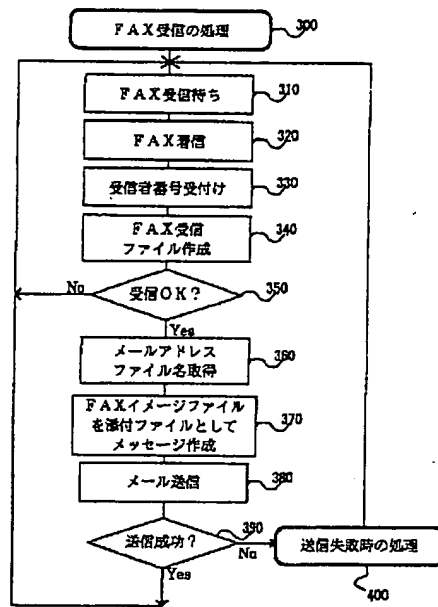 FAX受信の処理
300
FAX受信待ち
310
FAX着信
320
受信者番号受付け
330
FAX受信
ファイル作成
340
No
受信OK?
350
Yes
メールアドレス
ファイル名取得
360
FAXイメージファイル
を添付ファイルとして
メッセージ作成
370
メール送信
380
送信成功?
390
No
送信失敗時の処理
Yes
400